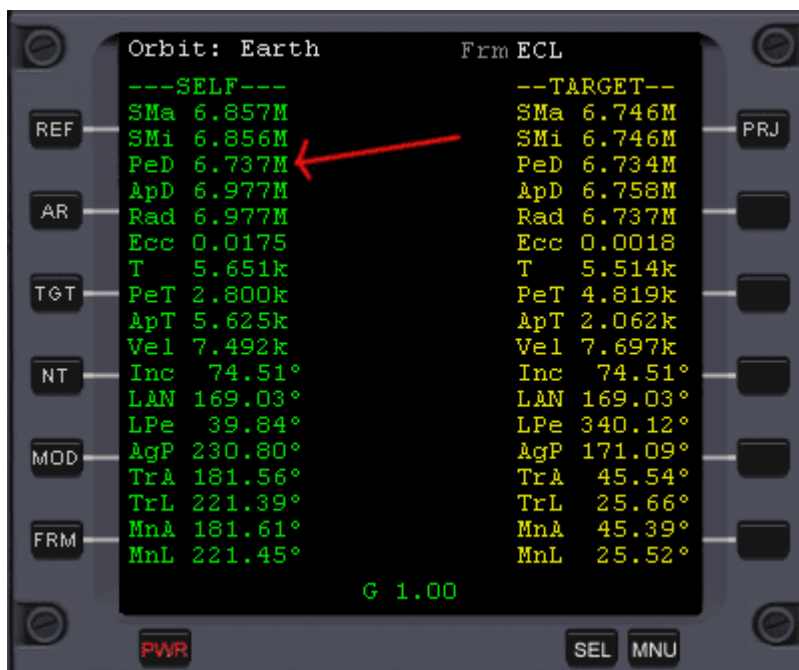 Orbit: Earth Frm ECL
---SELF--- --TARGET--
REF SMa 6.857M SMa 6.746M PRJ
SMi 6.856M SMi 6.746M
PeD 6.737M PeD 6.734M
AR ApD 6.977M ApD 6.758M
Rad 6.977M Rad 6.737M
Ecc 0.0175 Ecc 0.0018
T 5.651k T 5.514k
TGT PeT 2.800k PeT 4.819k
ApT 5.625k ApT 2.062k
Vel 7.492k Vel 7.697k
NT Inc 74.51° Inc 74.51°
LAN 169.03° LAN 169.03°
LPe 39.84° LPe 340.12°
MOD AgP 230.80° AgP 171.09°
TrA 181.56° TrA 45.54°
TrL 221.39° TrL 25.66°
FRM MnA 181.61° MnA 45.39°
MnL 221.45° MnL 25.52°
G 1.00
PWR SEL MNU